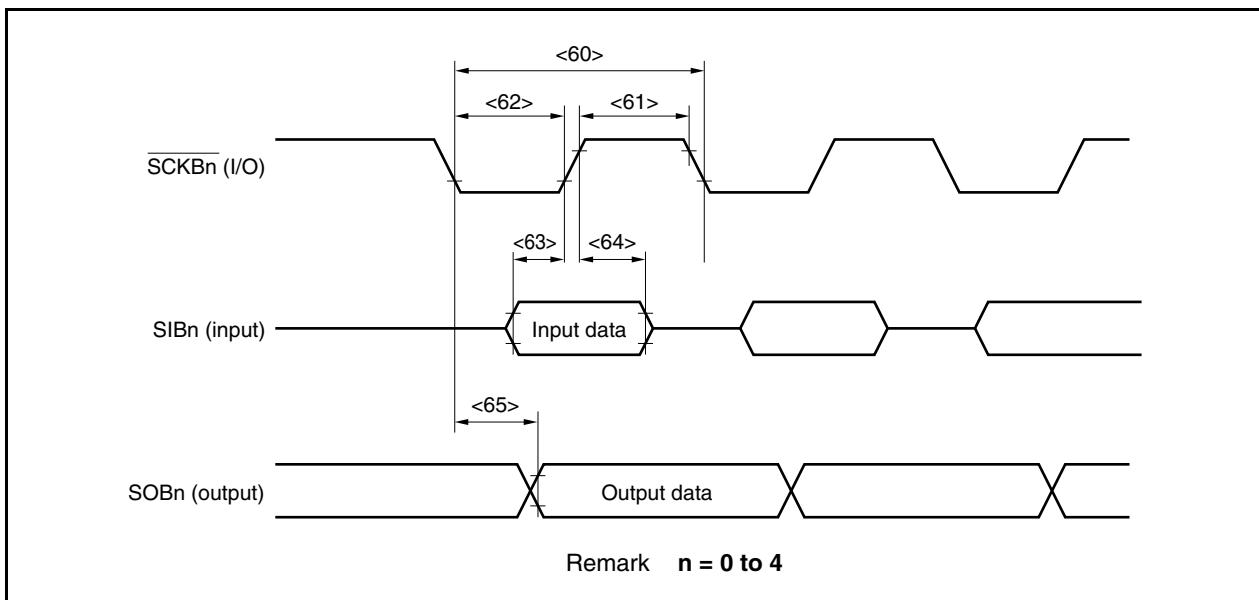 <60>
<62> <61>
SCKBn (I/O)
<63> <64>
SIBn (input) Input data
<65>
SOBn (output) Output data
Remark n = 0 to 4